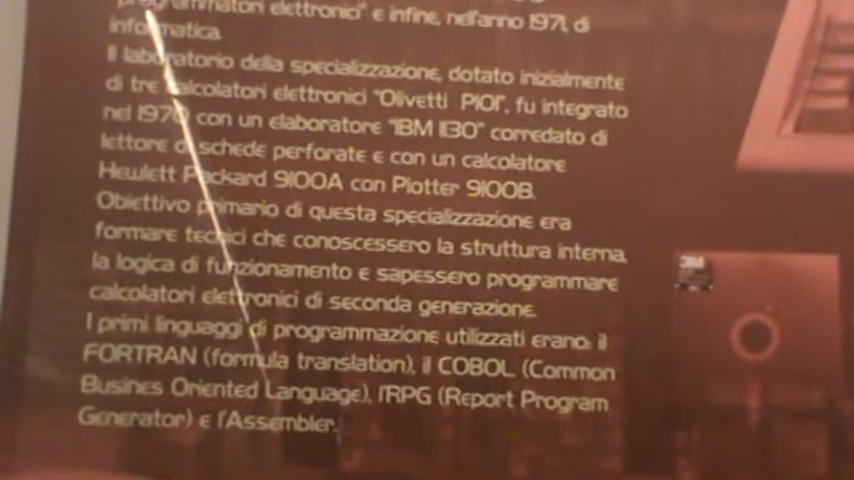 programmatori elettronici" e infine, nell'anno 1971, di
informatica.
Il laboratorio della specializzazione, dotato inizialmente
di tre calcolatori elettronici "Olivetti P101", fu integrato
nel 1970 con un elaboratore "IBM 1130" corredato di
lettore di schede perforate e con un calcolatore
Hewlett Packard 9100A con Plotter 9100B.
Obiettivo primario di questa specializzazione era
formare tecnici che conoscessero la struttura interna,
la logica di funzionamento e sapessero programmare
calcolatori elettronici di seconda generazione.
I primi linguaggi di programmazione utilizzati erano: il
FORTRAN (formula translation), il COBOL (Common
Busines Oriented Language), l'RPG (Report Program
Generator) e l'Assembler.
3M